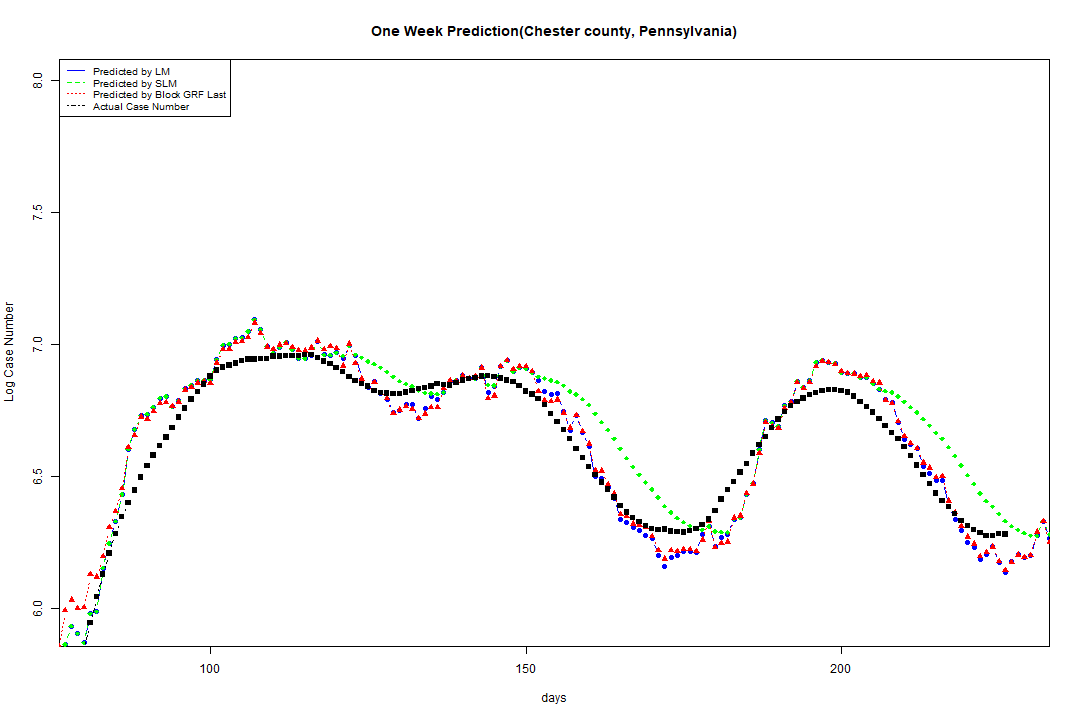 One Week Prediction(Chester county, Pennsylvania)
Predicted by LM
Predicted by SLM
Predicted by Block GRF Last
Actual Case Number
8.0
7.5
7.0
6.5
6.0
Log Case Number
100 150 200
days